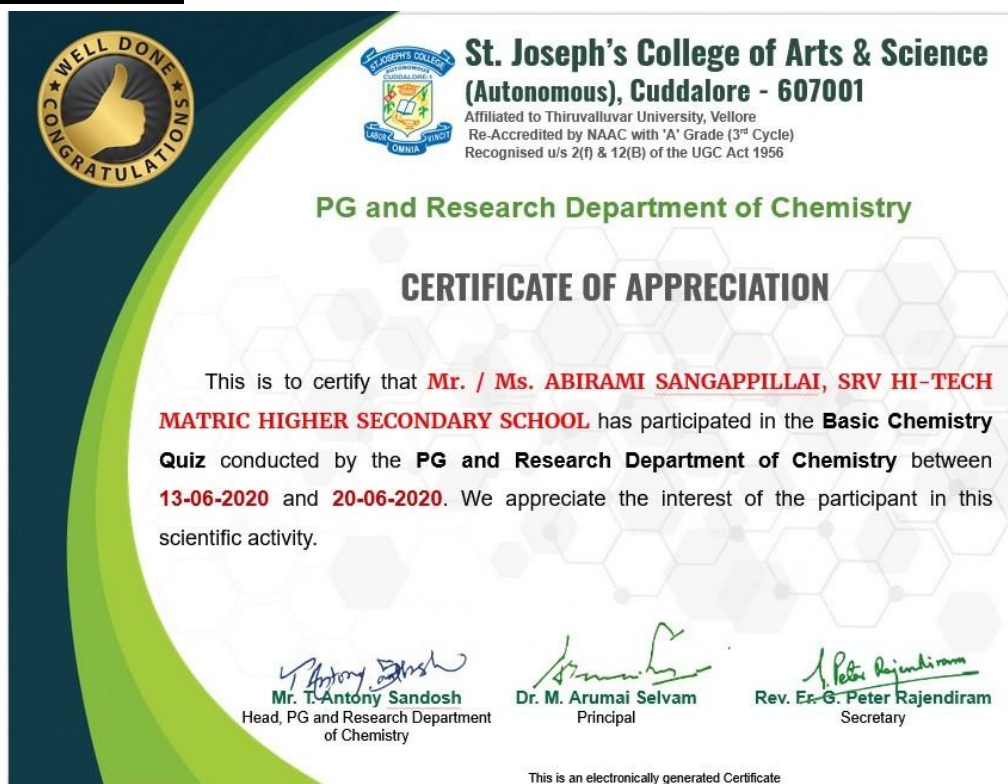 WELL DONE
CONGRATULATIONS
ST.JOSEPH'S COLLEGE
AUTONOMOUS
CUDDALORE-1
LABOR OMNIA VINCIT
St. Joseph's College of Arts & Science
(Autonomous), Cuddalore - 607001
Affiliated to Thiruvalluvar University, Vellore
Re-Accredited by NAAC with 'A' Grade (3rd Cycle)
Recognised u/s 2(f) & 12(B) of the UGC Act 1956
PG and Research Department of Chemistry
CERTIFICATE OF APPRECIATION
This is to certify that Mr. / Ms. ABIRAMI SANGAPPILLAI, SRV HI-TECH
MATRIC HIGHER SECONDARY SCHOOL has participated in the Basic Chemistry
Quiz conducted by the PG and Research Department of Chemistry between
13-06-2020 and 20-06-2020. We appreciate the interest of the participant in this
scientific activity.
T. Antony Sandosh
G. Peter Rajendiram
Mr. T. Antony Sandosh
Head, PG and Research Department
of Chemistry
Dr. M. Arumai Selvam
Principal
Rev. Fr. G. Peter Rajendiram
Secretary
This is an electronically generated Certificate